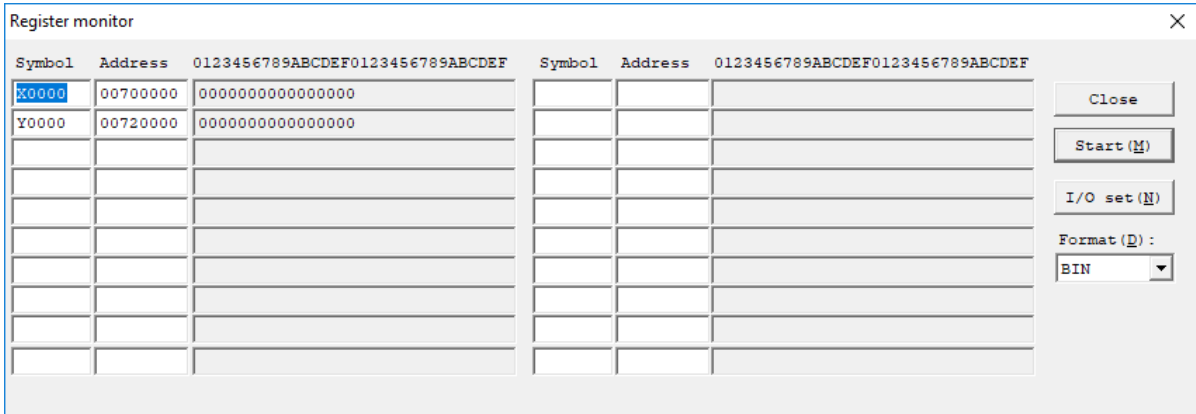 Register monitor
Symbol Address 0123456789ABCDEF0123456789ABCDEF Symbol Address 0123456789ABCDEF0123456789ABCDEF
X0000 00700000 0000000000000000
Y0000 00720000 0000000000000000
Close
Start(M)
I/O set(N)
Format(D):
BIN